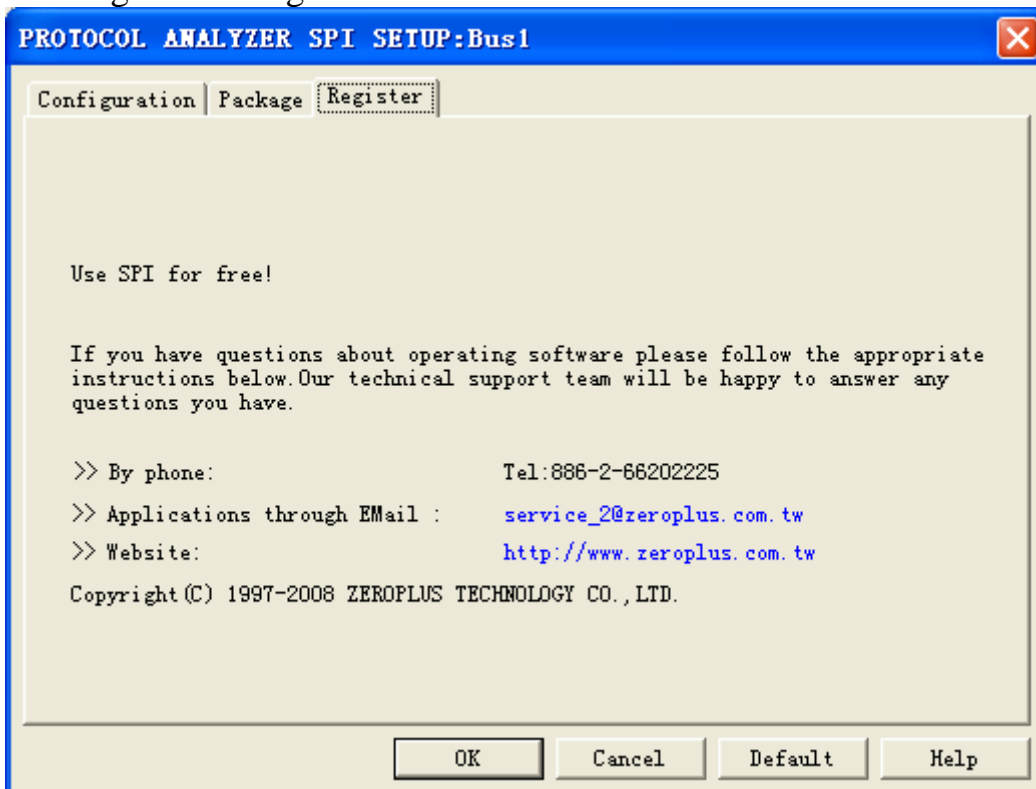 PROTOCOL ANALYZER SPI SETUP:Bus1
Configuration Package Register
Use SPI for free!
If you have questions about operating software please follow the appropriate
instructions below.Our technical support team will be happy to answer any
questions you have.
>> By phone: Tel:886-2-66202225
>> Applications through EMail : service_2@zeroplus.com.tw
>> Website: http://www.zeroplus.com.tw
Copyright(C) 1997-2008 ZEROPLUS TECHNOLOGY CO.,LTD.
OK Cancel Default Help